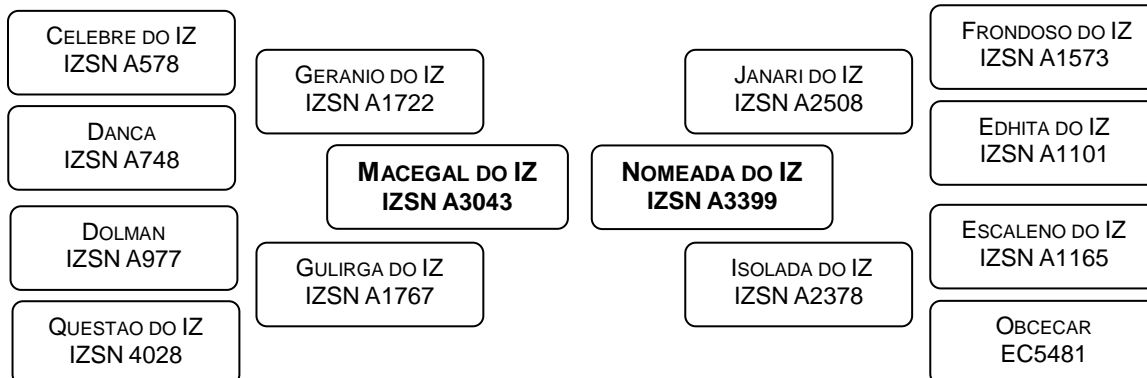 CELEBRE DO IZ
IZSN A578
DANCA
IZSN A748
DOLMAN
IZSN A977
QUESTAO DO IZ
IZSN 4028
GERANIO DO IZ
IZSN A1722
GULIRGA DO IZ
IZSN A1767
MACEGAL DO IZ
IZSN A3043
NOMEADA DO IZ
IZSN A3399
JANARI DO IZ
IZSN A2508
ISOLADA DO IZ
IZSN A2378
FRONDOSO DO IZ
IZSN A1573
EDHITA DO IZ
IZSN A1101
ESCALENO DO IZ
IZSN A1165
OBCECAR
EC5481